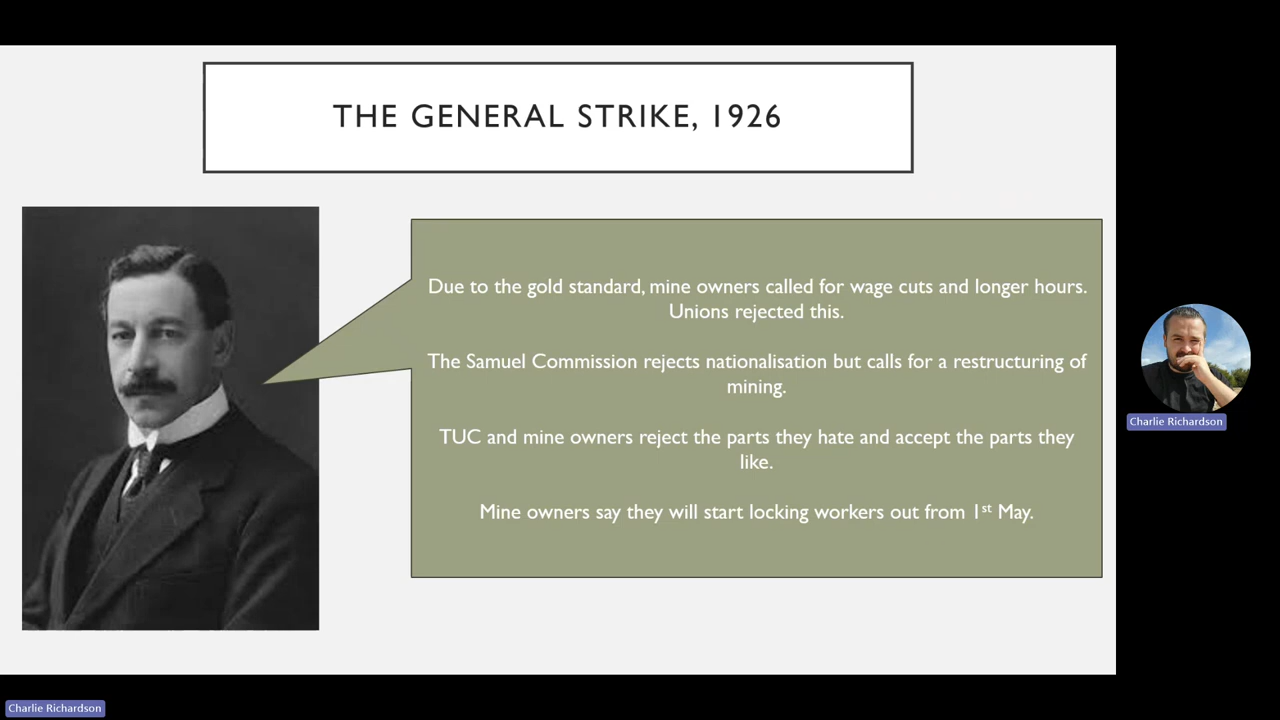 THE GENERAL STRIKE, 1926
Due to the gold standard, mine owners called for wage cuts and longer hours.
Unions rejected this.
The Samuel Commission rejects nationalisation but calls for a restructuring of
mining.
TUC and mine owners reject the parts they hate and accept the parts they
like.
Mine owners say they will start locking workers out from 1st May.
Charlie Richardson
Charlie Richardson